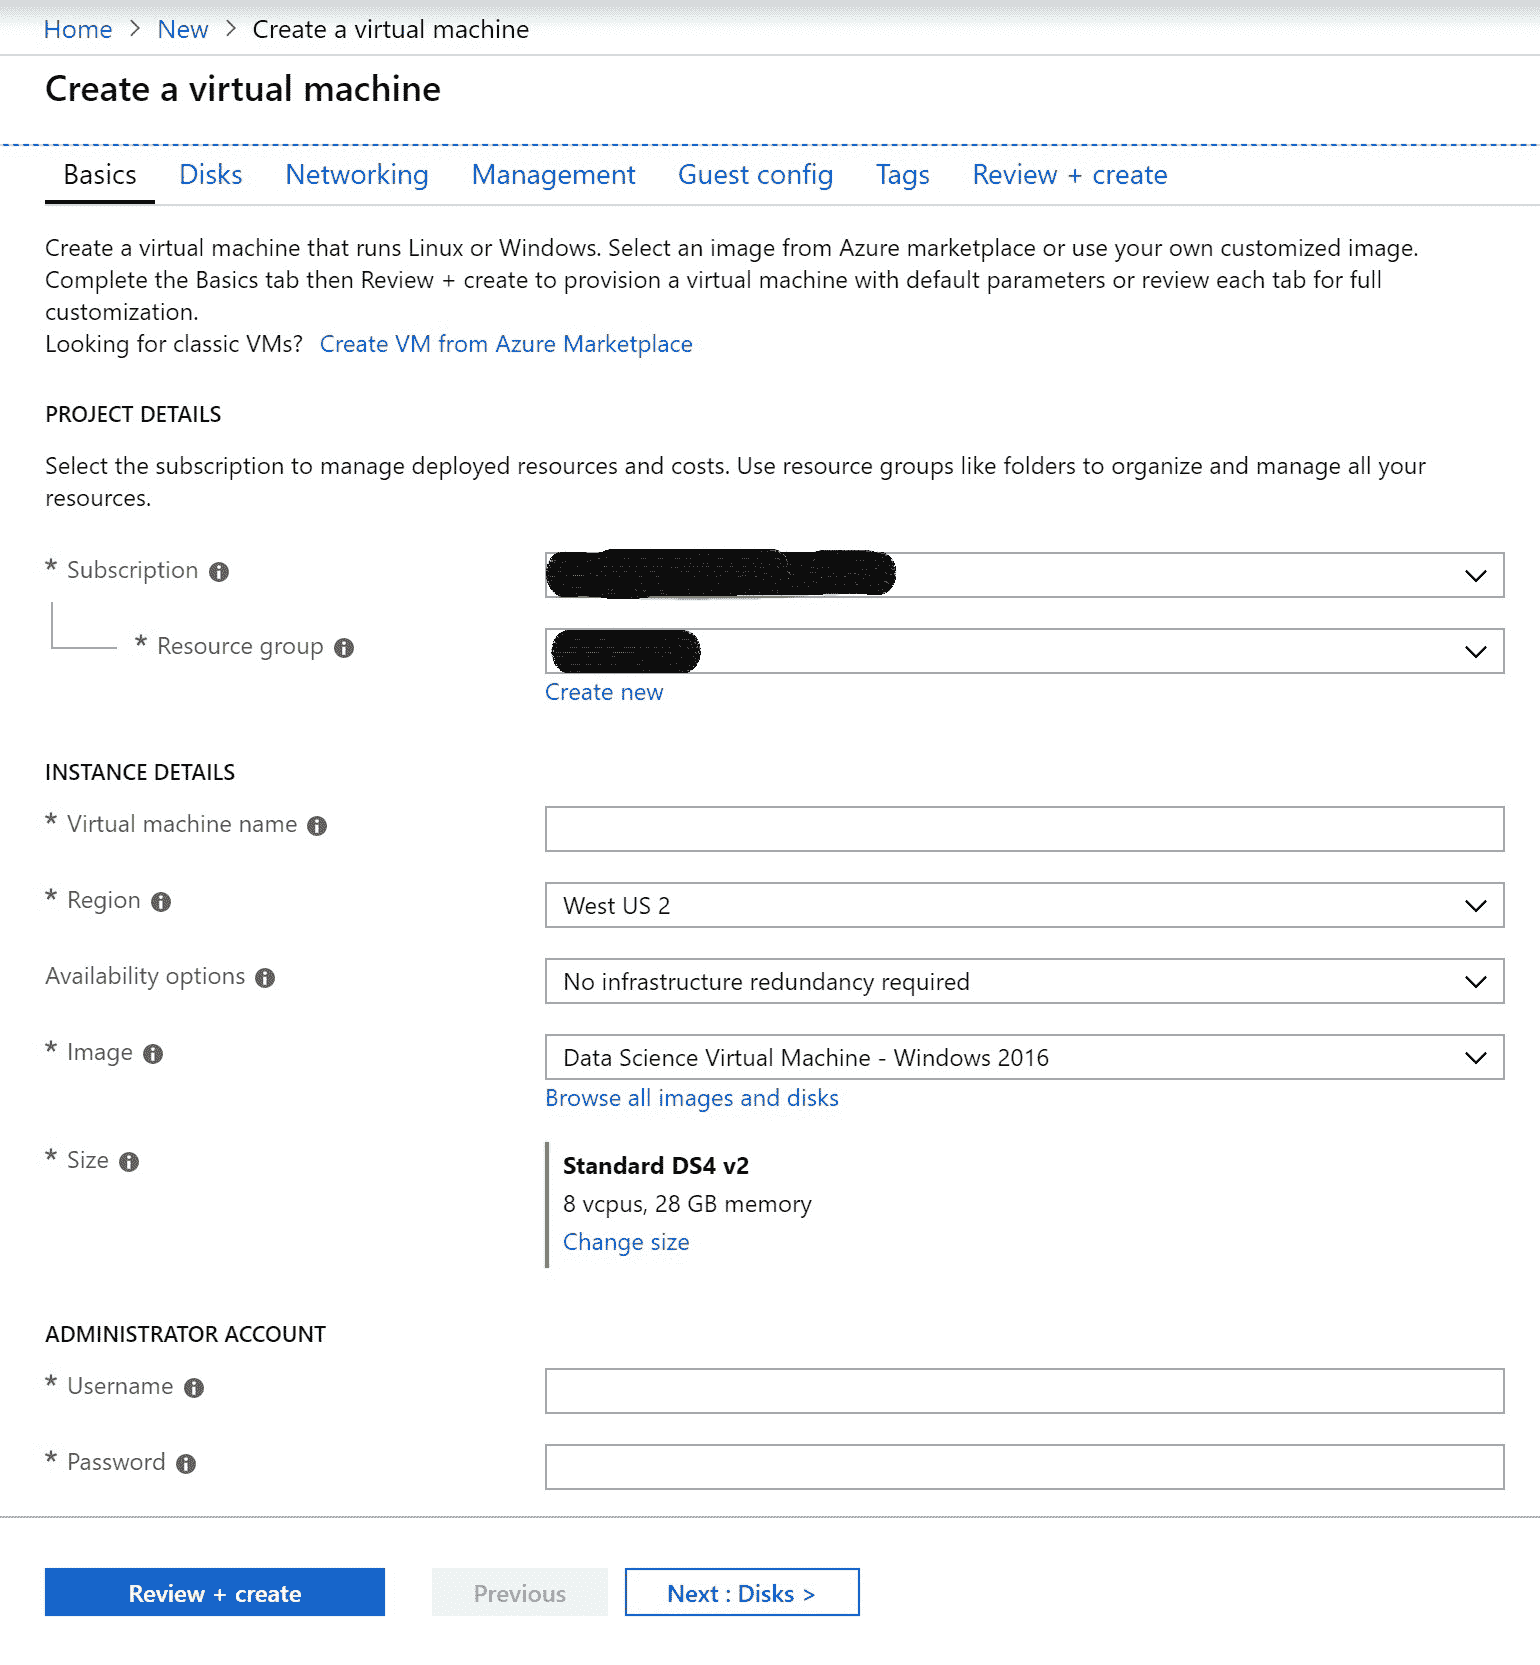 Home > New > Create a virtual machine
Create a virtual machine
Basics Disks Networking Management Guest config Tags Review + create
Create a virtual machine that runs Linux or Windows. Select an image from Azure marketplace or use your own customized image.
Complete the Basics tab then Review + create to provision a virtual machine with default parameters or review each tab for full
customization.
Looking for classic VMs? Create VM from Azure Marketplace
PROJECT DETAILS
Select the subscription to manage deployed resources and costs. Use resource groups like folders to organize and manage all your
resources.
* Subscription
* Resource group
Create new
INSTANCE DETAILS
* Virtual machine name
* Region West US 2
Availability options No infrastructure redundancy required
* Image Data Science Virtual Machine - Windows 2016
Browse all images and disks
* Size Standard DS4 v2
8 vcpus, 28 GB memory
Change size
ADMINISTRATOR ACCOUNT
* Username
* Password
Review + create Previous Next : Disks >